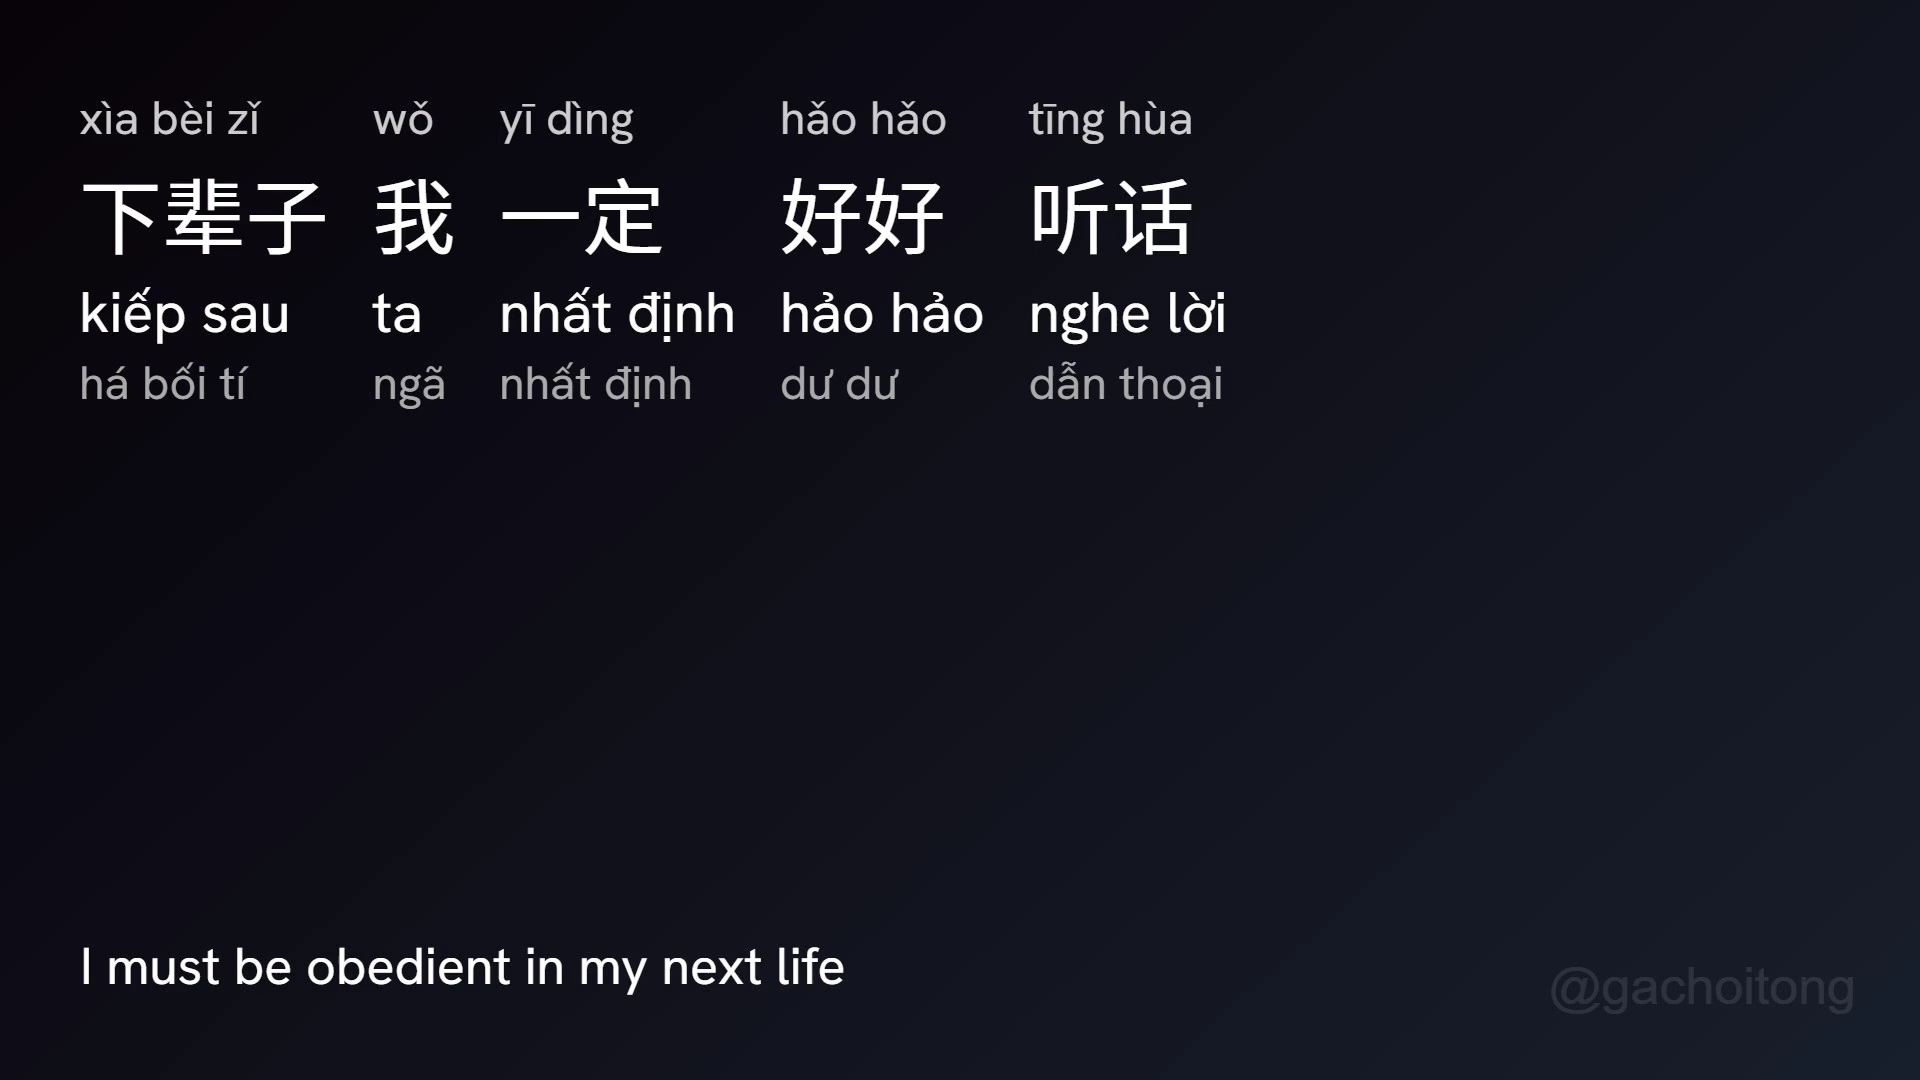 xìa bèi zǐ wǒ yī dìng hǎo hǎo tīng hùa
下辈子 我 一定 好好 听话
kiếp sau ta nhất định hảo hảo nghe lời
há bối tí ngã nhất định dư dư dẫn thoại
I must be obedient in my next life
@gachoitong